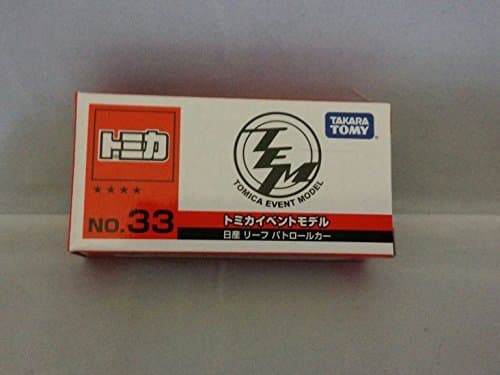 トミカ
★★★★
NO.33
TEM
TOMICA EVENT MODEL
TAKARA
TOMY
トミカイベントモデル
日産 リーフ パトロールカー